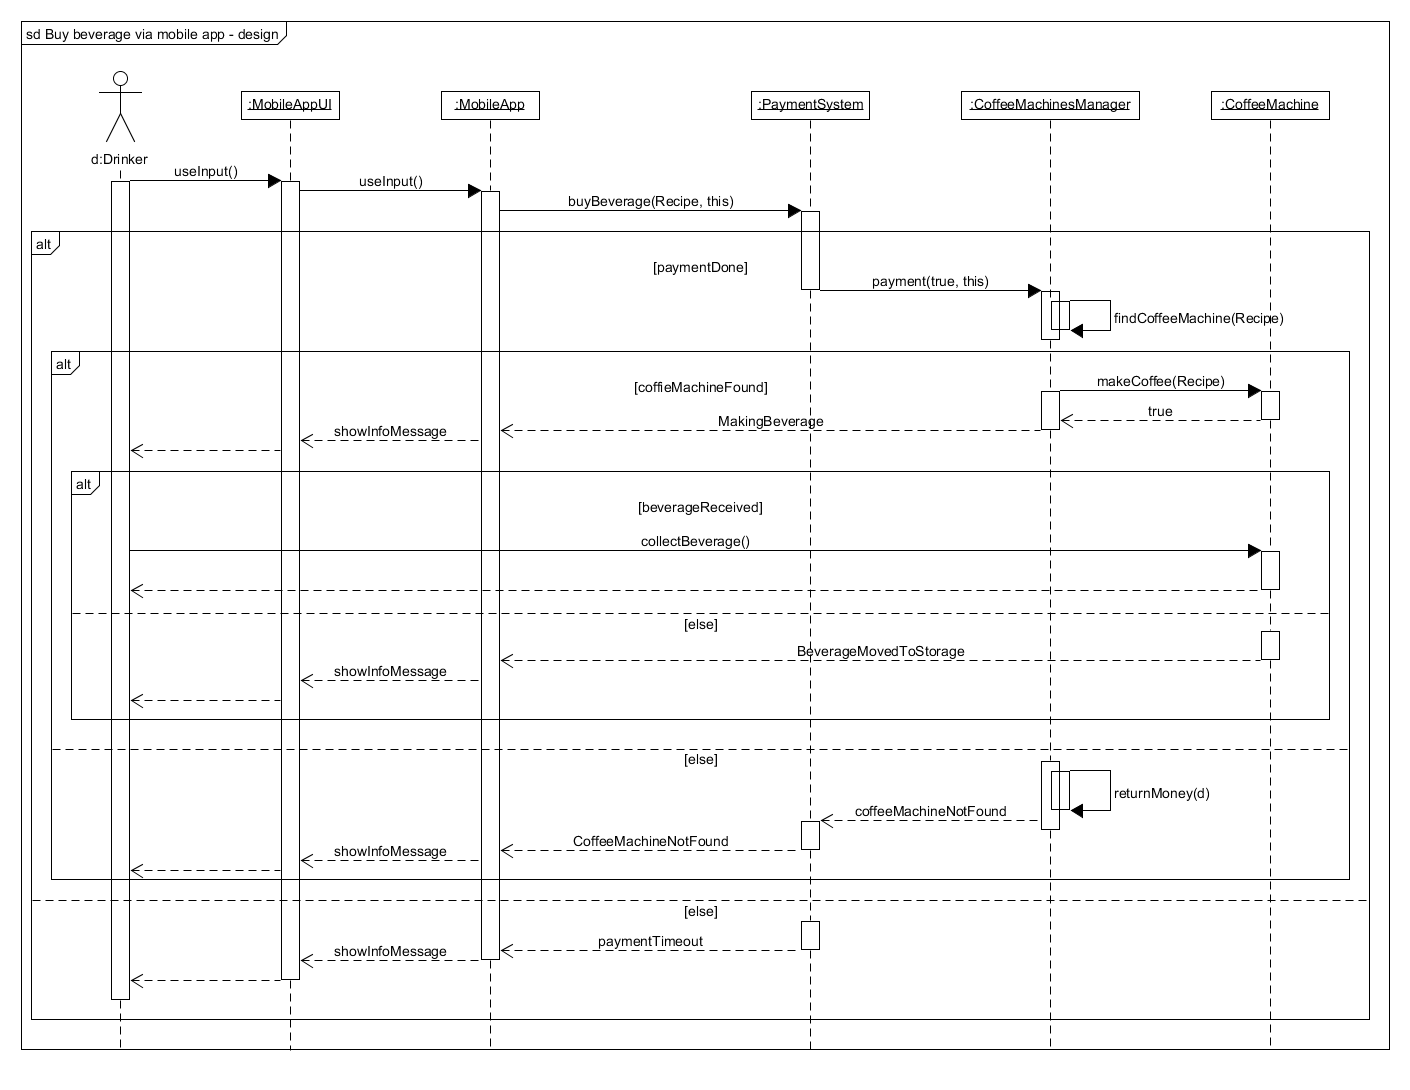 sd Buy beverage via mobile app - design
:MobileAppUI
:MobileApp
:PaymentSystem
:CoffeeMachinesManager
:CoffeeMachine
d:Drinker
useInput()
useInput()
buyBeverage(Recipe, this)
alt
[paymentDone]
payment(true, this)
findCoffeeMachine(Recipe)
alt
[coffieMachineFound]
makeCoffee(Recipe)
true
MakingBeverage
showInfoMessage
alt
[beverageReceived]
collectBeverage()
[else]
BeverageMovedToStorage
showInfoMessage
[else]
returnMoney(d)
coffeeMachineNotFound
CoffeeMachineNotFound
showInfoMessage
[else]
paymentTimeout
showInfoMessage